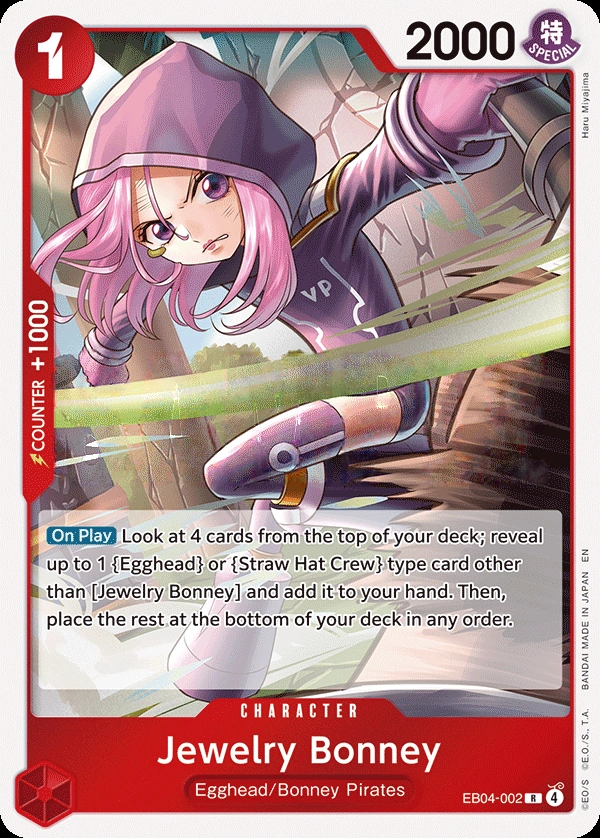 1
2000
特
SPECIAL
Haru Miyajima
COUNTER +1000
VP
On Play Look at 4 cards from the top of your deck; reveal
up to 1 {Egghead} or {Straw Hat Crew} type card other
than [Jewelry Bonney] and add it to your hand. Then,
place the rest at the bottom of your deck in any order.
©E.O/S ©E.O./S., T.A. BANDAI MADE IN JAPAN EN
CHARACTER
Jewelry Bonney
Egghead/Bonney Pirates
EB04-002 R 4